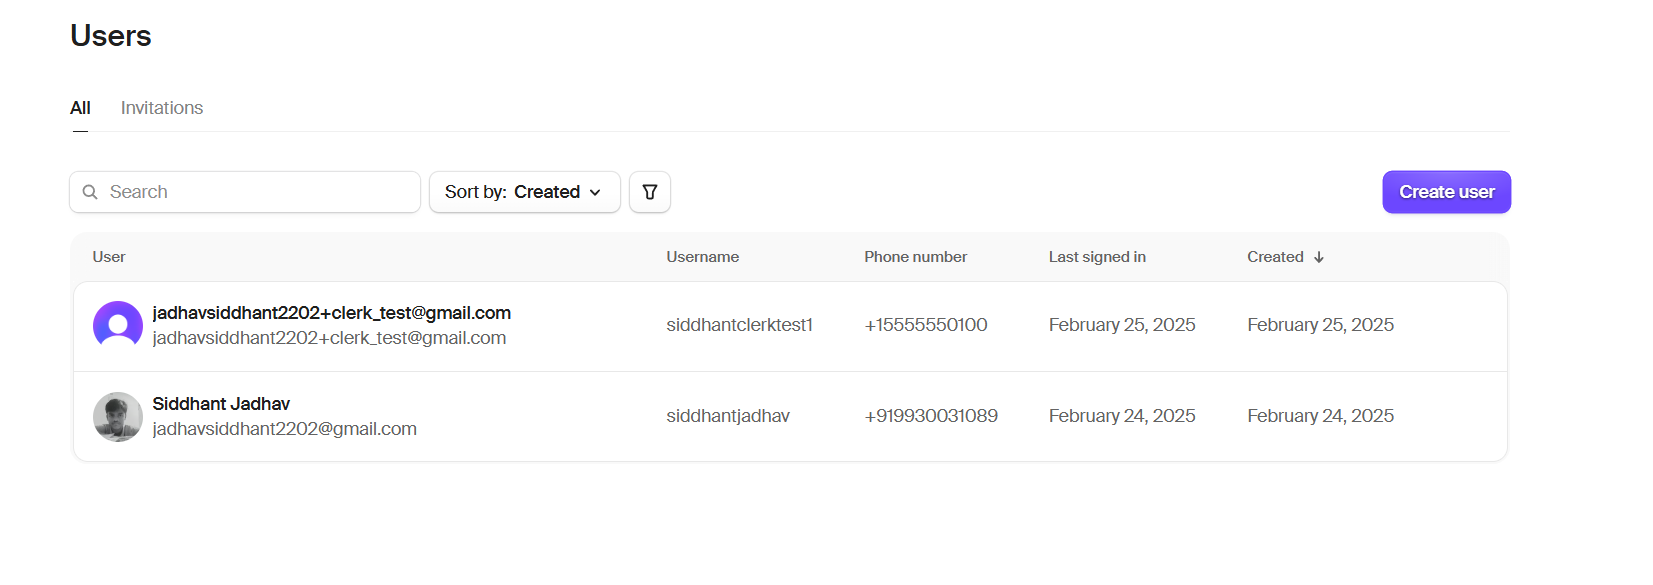 Users
All Invitations
Search Sort by: Created Create user
User Username Phone number Last signed in Created
jadhavsiddhant2202+clerk_test@gmail.com
jadhavsiddhant2202+clerk_test@gmail.com siddhantclerktest1 +15555550100 February 25, 2025 February 25, 2025
Siddhant Jadhav
jadhavsiddhant2202@gmail.com siddhantjadhav +919930031089 February 24, 2025 February 24, 2025